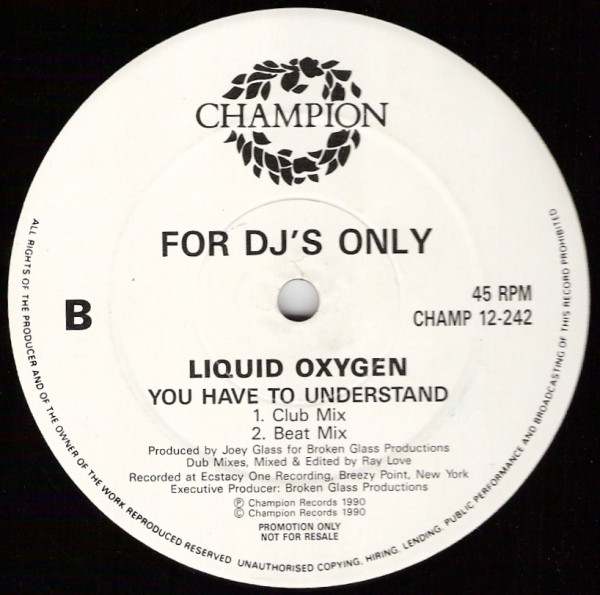 CHAMPION
FOR DJ'S ONLY
B
45 RPM
CHAMP 12-242
LIQUID OXYGEN
YOU HAVE TO UNDERSTAND
1. Club Mix
2. Beat Mix
Produced by Joey Glass for Broken Glass Productions
Dub Mixes, Mixed & Edited by Ray Love
Recorded at Ecstacy One Recording, Breezy Point, New York
Executive Producer: Broken Glass Productions
Ⓟ Champion Records 1990
© Champion Records 1990
PROMOTION ONLY
NOT FOR RESALE
ALL RIGHTS OF THE PRODUCER AND OF THE OWNER OF THE WORK REPRODUCED RESERVED UNAUTHORISED COPYING, HIRING, LENDING, PUBLIC PERFORMANCE AND BROADCASTING OF THIS RECORD PROHIBITED